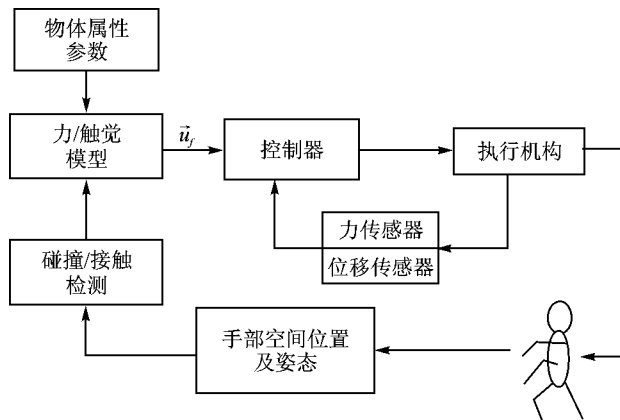 物体属性
参数
力/触觉
模型
u⃗_f
控制器
执行机构
力传感器
位移传感器
碰撞/接触
检测
手部空间位置
及姿态